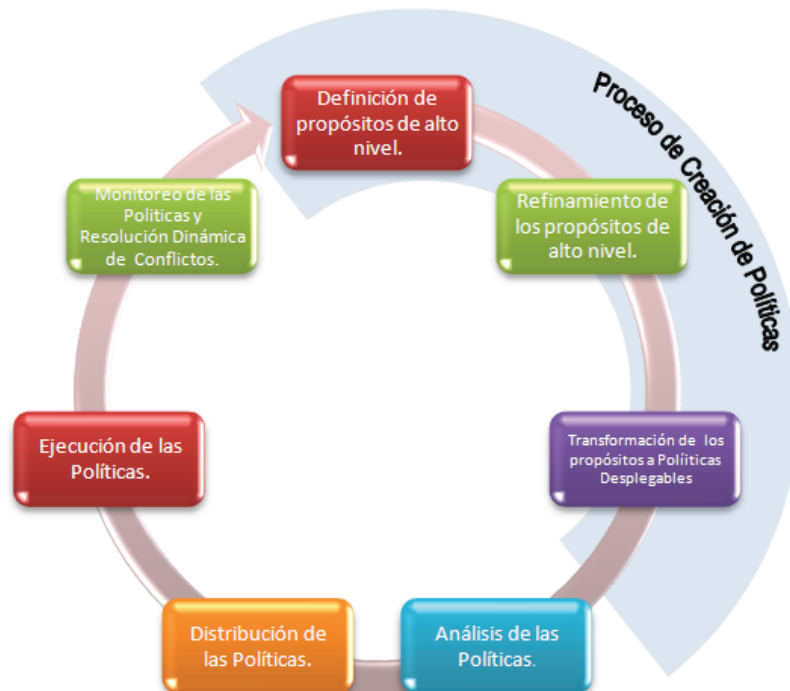 Definición de
propósitos de alto
nivel.
Proceso de Creación de Políticas
Refinamiento de
los propósitos de
alto nivel.
Transformación de los
propósitos a Políiticas
Desplegables
Análisis de las
Políticas.
Distribución de
las Políticas.
Ejecución de las
Políticas.
Monitoreo de las
Politicas y
Resolución Dinámica
de Conflictos.